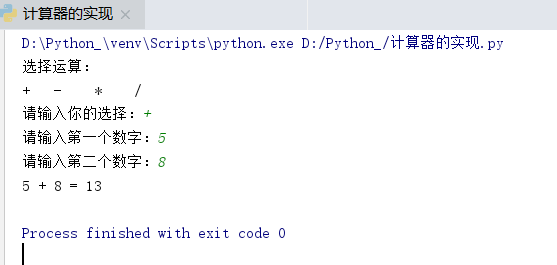 计算器的实现
D:\Python_\venv\Scripts\python.exe D:/Python_/计算器的实现.py
选择运算：
+ - * /
请输入你的选择：+
请输入第一个数字：5
请输入第二个数字：8
5 + 8 = 13
Process finished with exit code 0